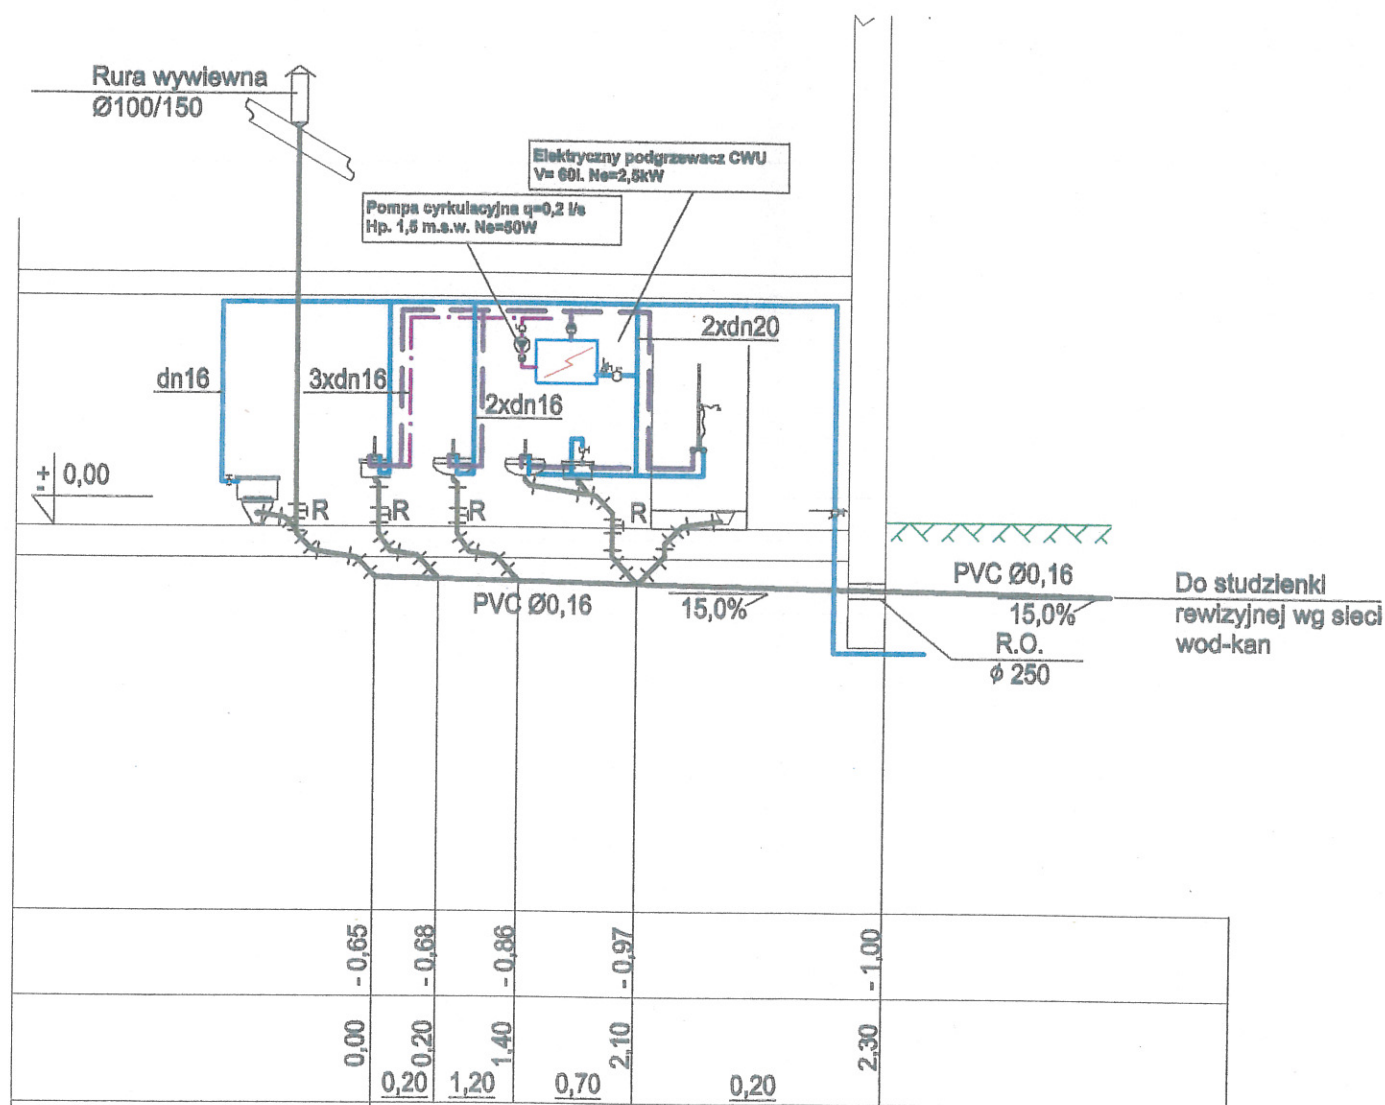 Rura wywiewna
Ø100/150
Elektryczny podgrzewacz CWU
V= 60l. Ne=2,5kW
Pompa cyrkulacyjna q=0,2 l/s
Hp. 1,5 m.s.w. Ne=50W
2xdn20
dn16
3xdn16
2xdn16
± 0,00
R
R
R
R
PVC Ø0,16
15,0%
PVC Ø0,16
15,0%
Do studzienki
rewizyjnej wg sieci
wod-kan
R.O.
ϕ 250
- 0,65
- 0,68
- 0,86
- 0,97
- 1,00
0,00
0,20
1,40
2,10
2,30
0,20
1,20
0,70
0,20